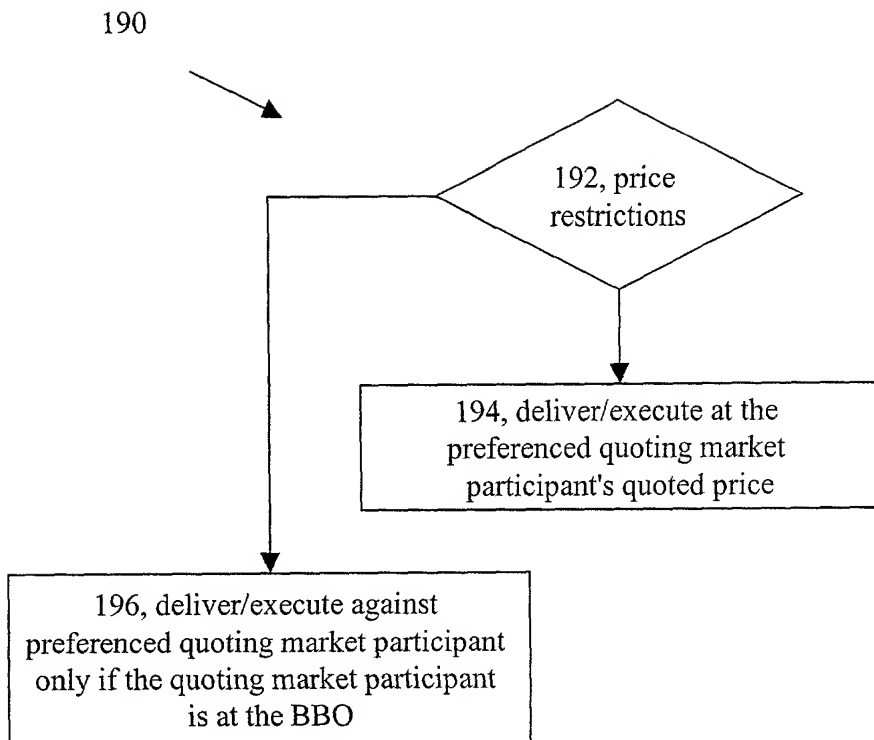 190
192, price
restrictions
194, deliver/execute at the
preferenced quoting market
participant's quoted price
196, deliver/execute against
preferenced quoting market participant
only if the quoting market participant
is at the BBO